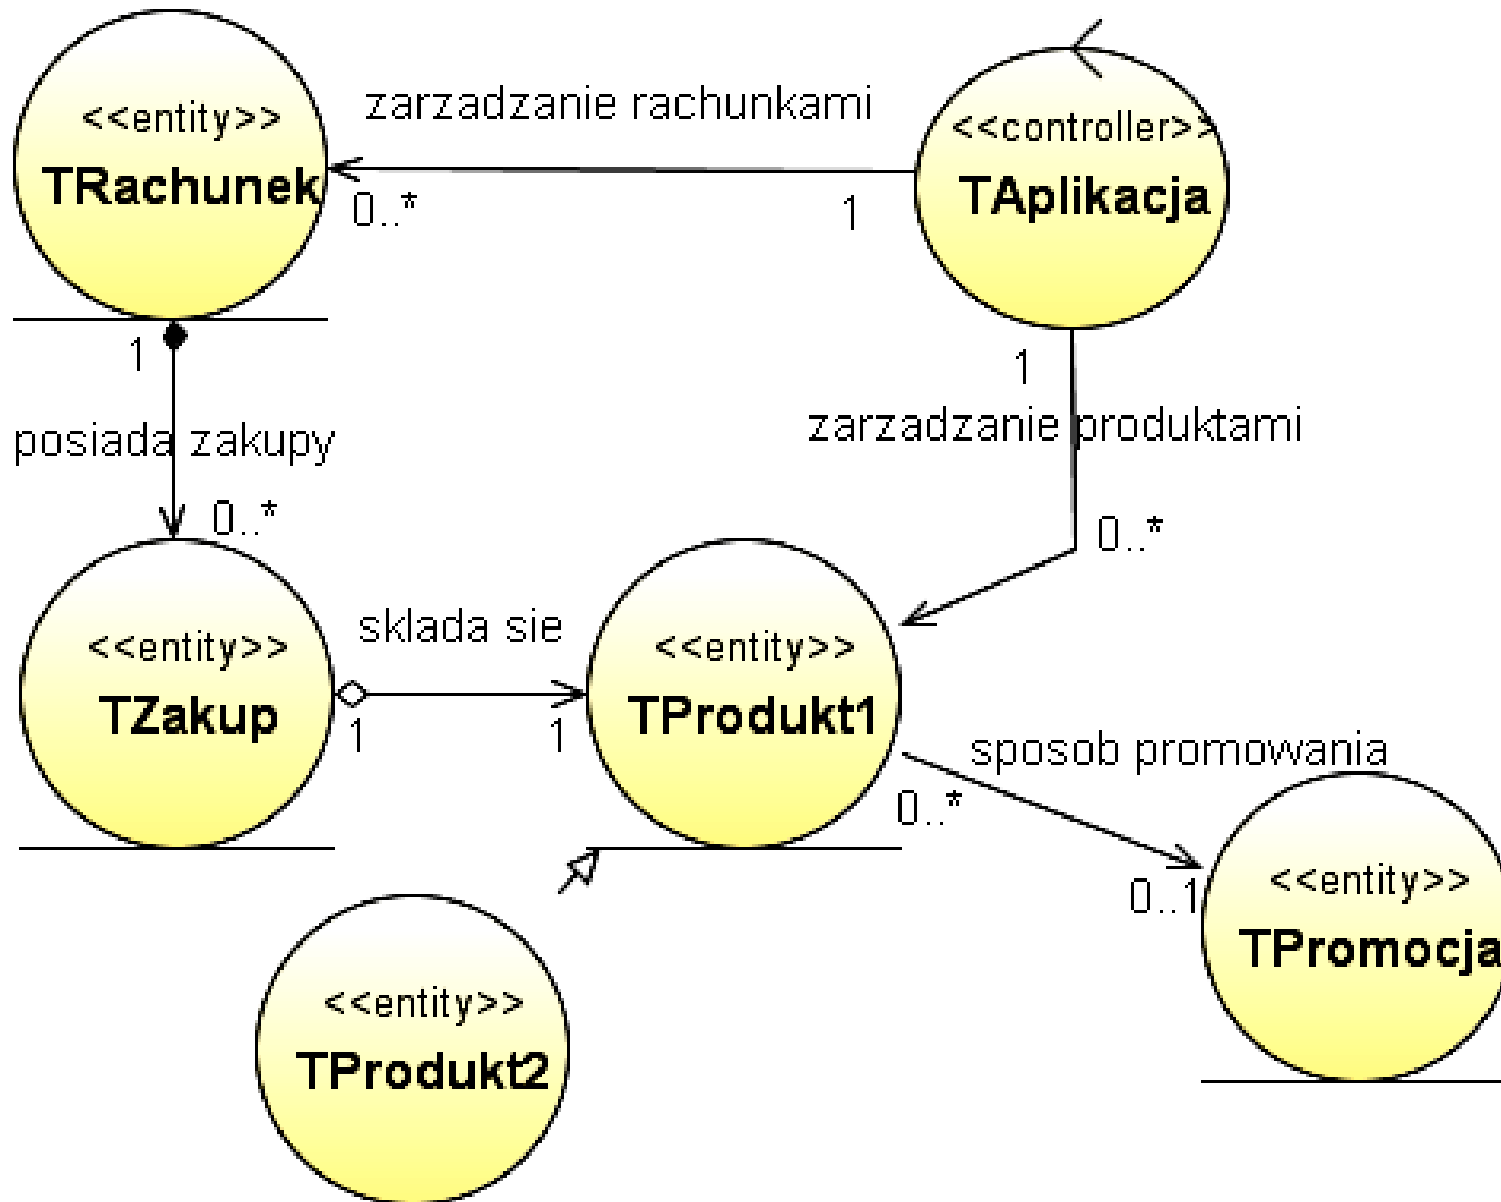 <<entity>>
TRachunek
zarzadzanie rachunkami
0..*
1
<<controller>>
TAplikacja
1
posiada zakupy
0..*
1
zarzadzanie produktami
0..*
<<entity>>
TZakup
sklada sie
1
1
<<entity>>
TProdukt1
sposob promowania
0..*
0..1
<<entity>>
TPromocja
<<entity>>
TProdukt2